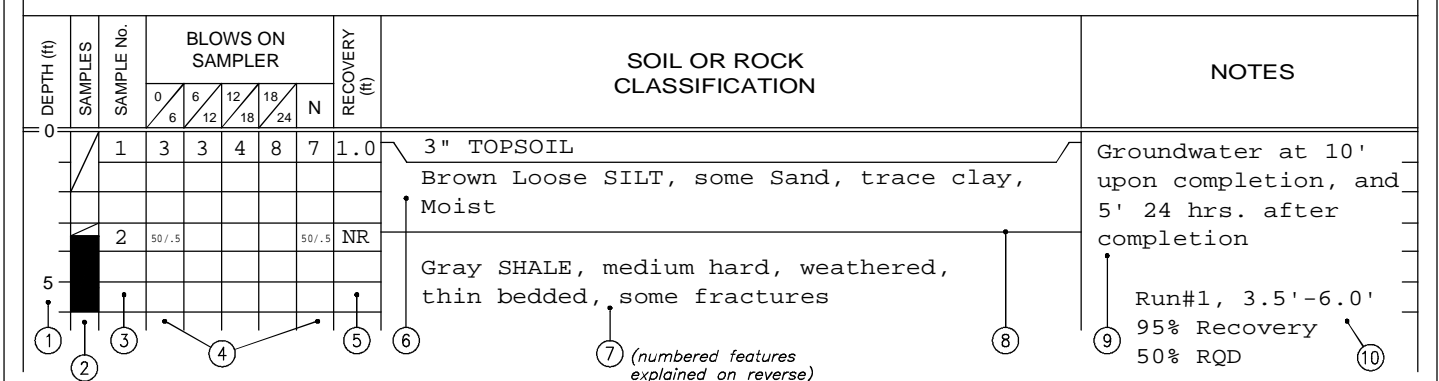 DEPTH (ft)
SAMPLES
SAMPLE No.
BLOWS ON
SAMPLER
0/6 6/12 12/18 18/24 N
RECOVERY
(ft)
SOIL OR ROCK
CLASSIFICATION
NOTES
0
1 3 3 4 8 7 1.0 3" TOPSOIL
Brown Loose SILT, some Sand, trace clay,
Moist
2 50/.5 50/.5 NR
Gray SHALE, medium hard, weathered,
thin bedded, some fractures
5
Groundwater at 10'
upon completion, and
5' 24 hrs. after
completion
Run#1, 3.5'-6.0'
95% Recovery
50% RQD
1 2 3 4 5 6 7 8 9 10
(numbered features
explained on reverse)